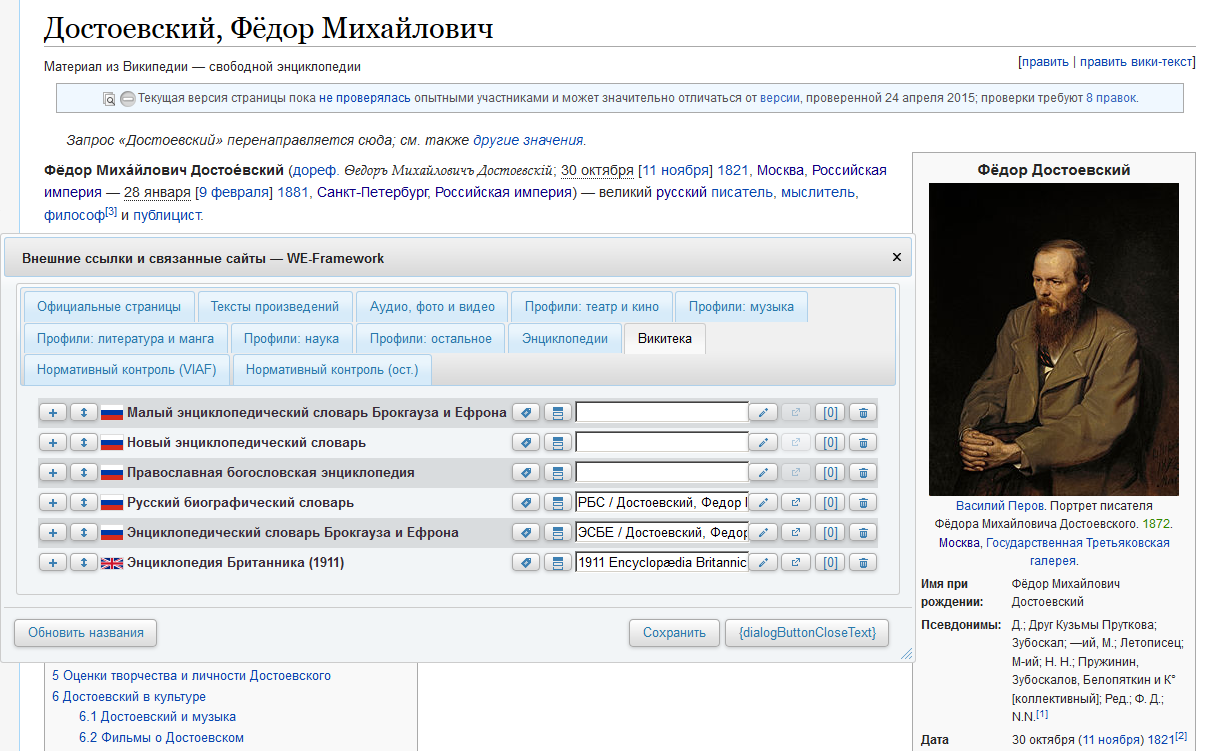 Достоевский, Фёдор Михайлович
Материал из Википедии — свободной энциклопедии
[править | править вики-текст]
Текущая версия страницы пока не проверялась опытными участниками и может значительно отличаться от версии, проверенной 24 апреля 2015; проверки требуют 8 правок.
Запрос «Достоевский» перенаправляется сюда; см. также другие значения.
Фёдор Миха́йлович Достое́вский (дореф. Ѳедоръ Михайловичъ Достоевскій; 30 октября [11 ноября] 1821, Москва, Российская
империя — 28 января [9 февраля] 1881, Санкт-Петербург, Российская империя) — великий русский писатель, мыслитель,
философ[3] и публицист.
Внешние ссылки и связанные сайты — WE-Framework
×
Официальные страницы
Тексты произведений
Аудио, фото и видео
Профили: театр и кино
Профили: музыка
Профили: литература и манга
Профили: наука
Профили: остальное
Энциклопедии
Викитека
Нормативный контроль (VIAF)
Нормативный контроль (ост.)
Малый энциклопедический словарь Брокгауза и Ефрона [0]
Новый энциклопедический словарь [0]
Православная богословская энциклопедия [0]
Русский биографический словарь РБС / Достоевский, Федор [0]
Энциклопедический словарь Брокгауза и Ефрона ЭСБЕ / Достоевский, Федор [0]
Энциклопедия Британника (1911) 1911 Encyclopædia Britannic [0]
Обновить названия
Сохранить
{dialogButtonCloseText}
5 Оценки творчества и личности Достоевского
6 Достоевский в культуре
6.1 Достоевский и музыка
6.2 Фильмы о Достоевском
Фёдор Достоевский
Василий Перов. Портрет писателя
Фёдора Михайловича Достоевского. 1872.
Москва, Государственная Третьяковская
галерея.
Имя при рождении:
Фёдор Михайлович
Достоевский
Псевдонимы:
Д.; Друг Кузьмы Пруткова;
Зубоскал; —ий, М.; Летописец;
М-ий; Н. Н.; Пружинин,
Зубоскалов, Белопяткин и К°
[коллективный]; Ред.; Ф. Д.;
N.N.[1]
Дата
30 октября (11 ноября) 1821[2]